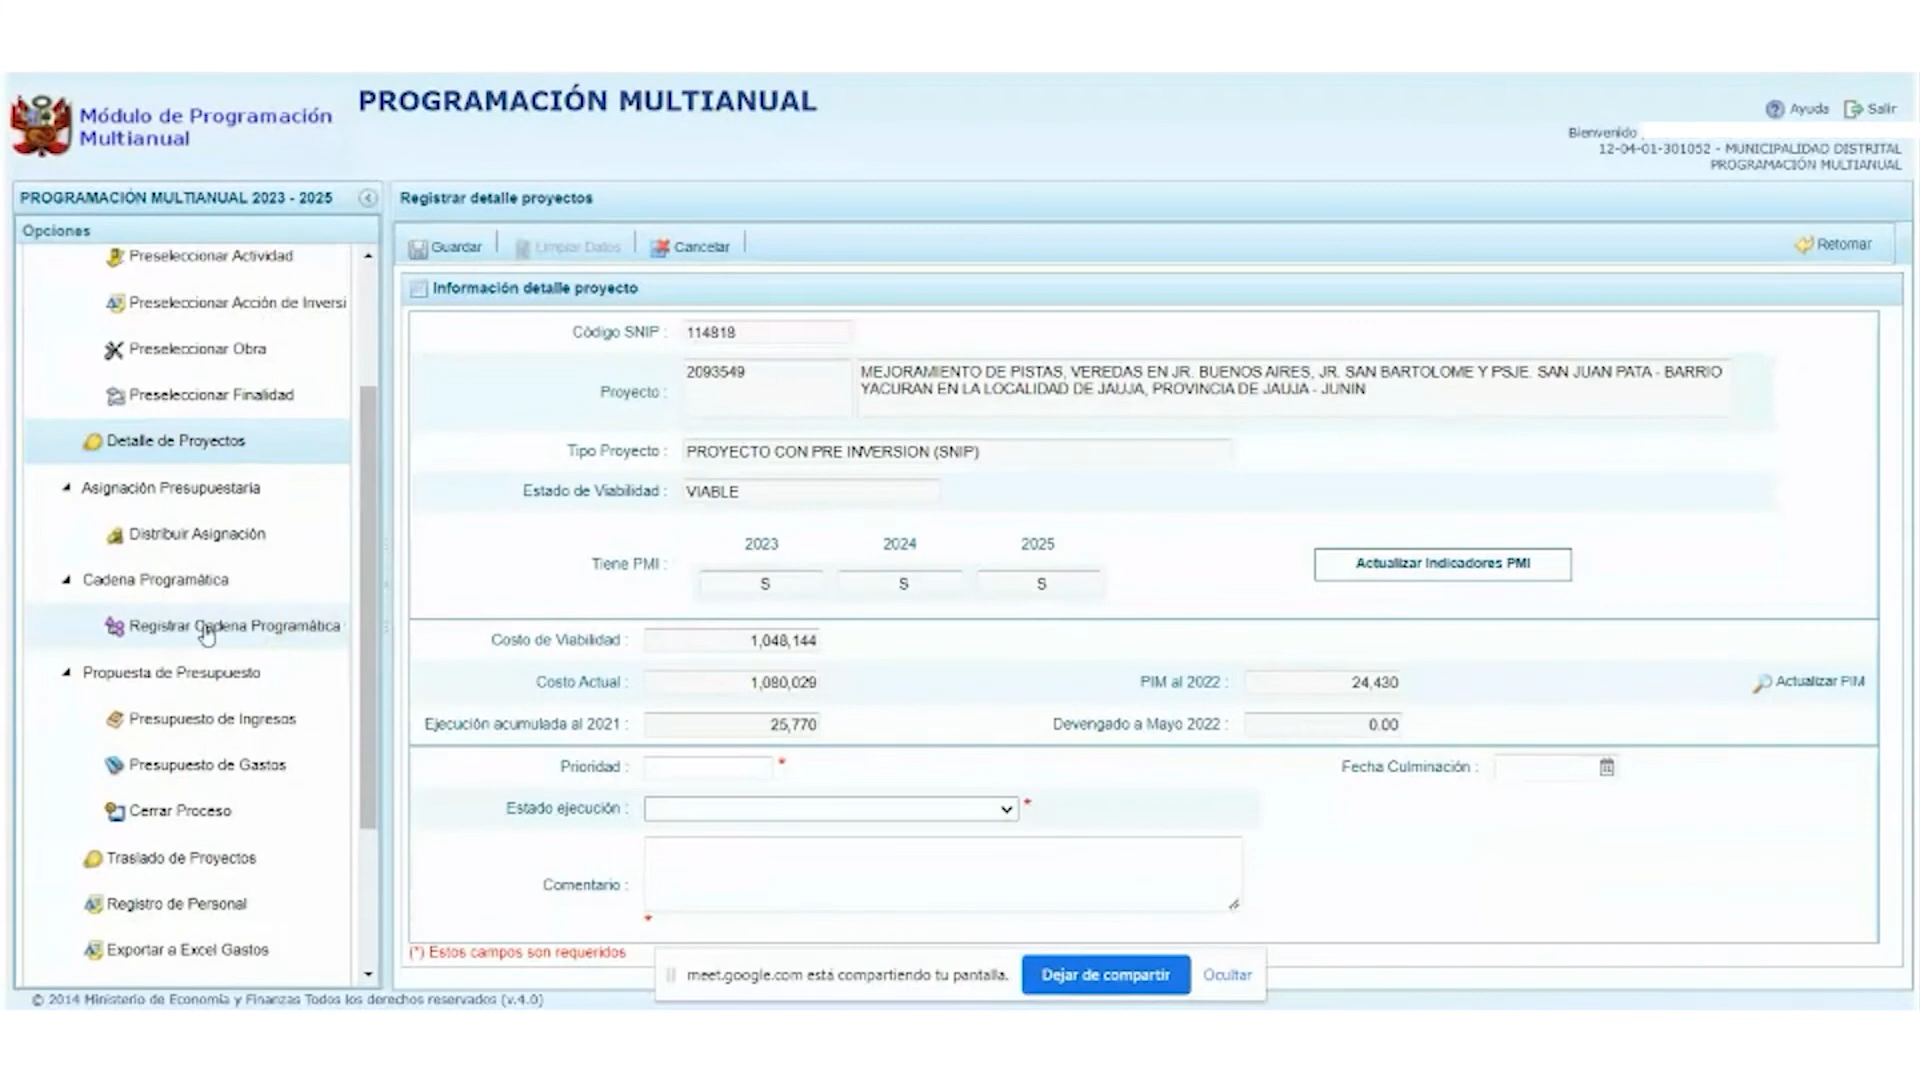 Módulo de Programación
Multianual
PROGRAMACIÓN MULTIANUAL
Ayuda
Salir
Bienvenido
12-04-01-301052 - MUNICIPALIDAD DISTRITAL
PROGRAMACIÓN MULTIANUAL
PROGRAMACIÓN MULTIANUAL 2023 - 2025
Opciones
Preseleccionar Actividad
Preseleccionar Acción de Inversi
Preseleccionar Obra
Preseleccionar Finalidad
Detalle de Proyectos
Asignación Presupuestaria
Distribuir Asignación
Cadena Programática
Registrar Cadena Programática
Propuesta de Presupuesto
Presupuesto de Ingresos
Presupuesto de Gastos
Cerrar Proceso
Traslado de Proyectos
Registro de Personal
Exportar a Excel Gastos
Registrar detalle proyectos
Guardar
Limpiar Datos
Cancelar
Retornar
Información detalle proyecto
Código SNIP : 114818
Proyecto : 2093549 MEJORAMIENTO DE PISTAS, VEREDAS EN JR. BUENOS AIRES, JR. SAN BARTOLOME Y PSJE. SAN JUAN PATA - BARRIO
YACURAN EN LA LOCALIDAD DE JAUJA, PROVINCIA DE JAUJA - JUNIN
Tipo Proyecto : PROYECTO CON PRE INVERSION (SNIP)
Estado de Viabilidad : VIABLE
2023 2024 2025
Tiene PMI : S S S
Actualizar Indicadores PMI
Costo de Viabilidad : 1,048,144
Costo Actual : 1,080,029 PIM al 2022 : 24,430 Actualizar PIM
Ejecución acumulada al 2021 : 25,770 Devengado a Mayo 2022 : 0.00
Prioridad : * Fecha Culminación :
Estado ejecución : *
Comentario :
*
(*) Estos campos son requeridos
meet.google.com está compartiendo tu pantalla. Dejar de compartir Ocultar
© 2014 Ministerio de Economía y Finanzas Todos los derechos reservados (v.4.0)